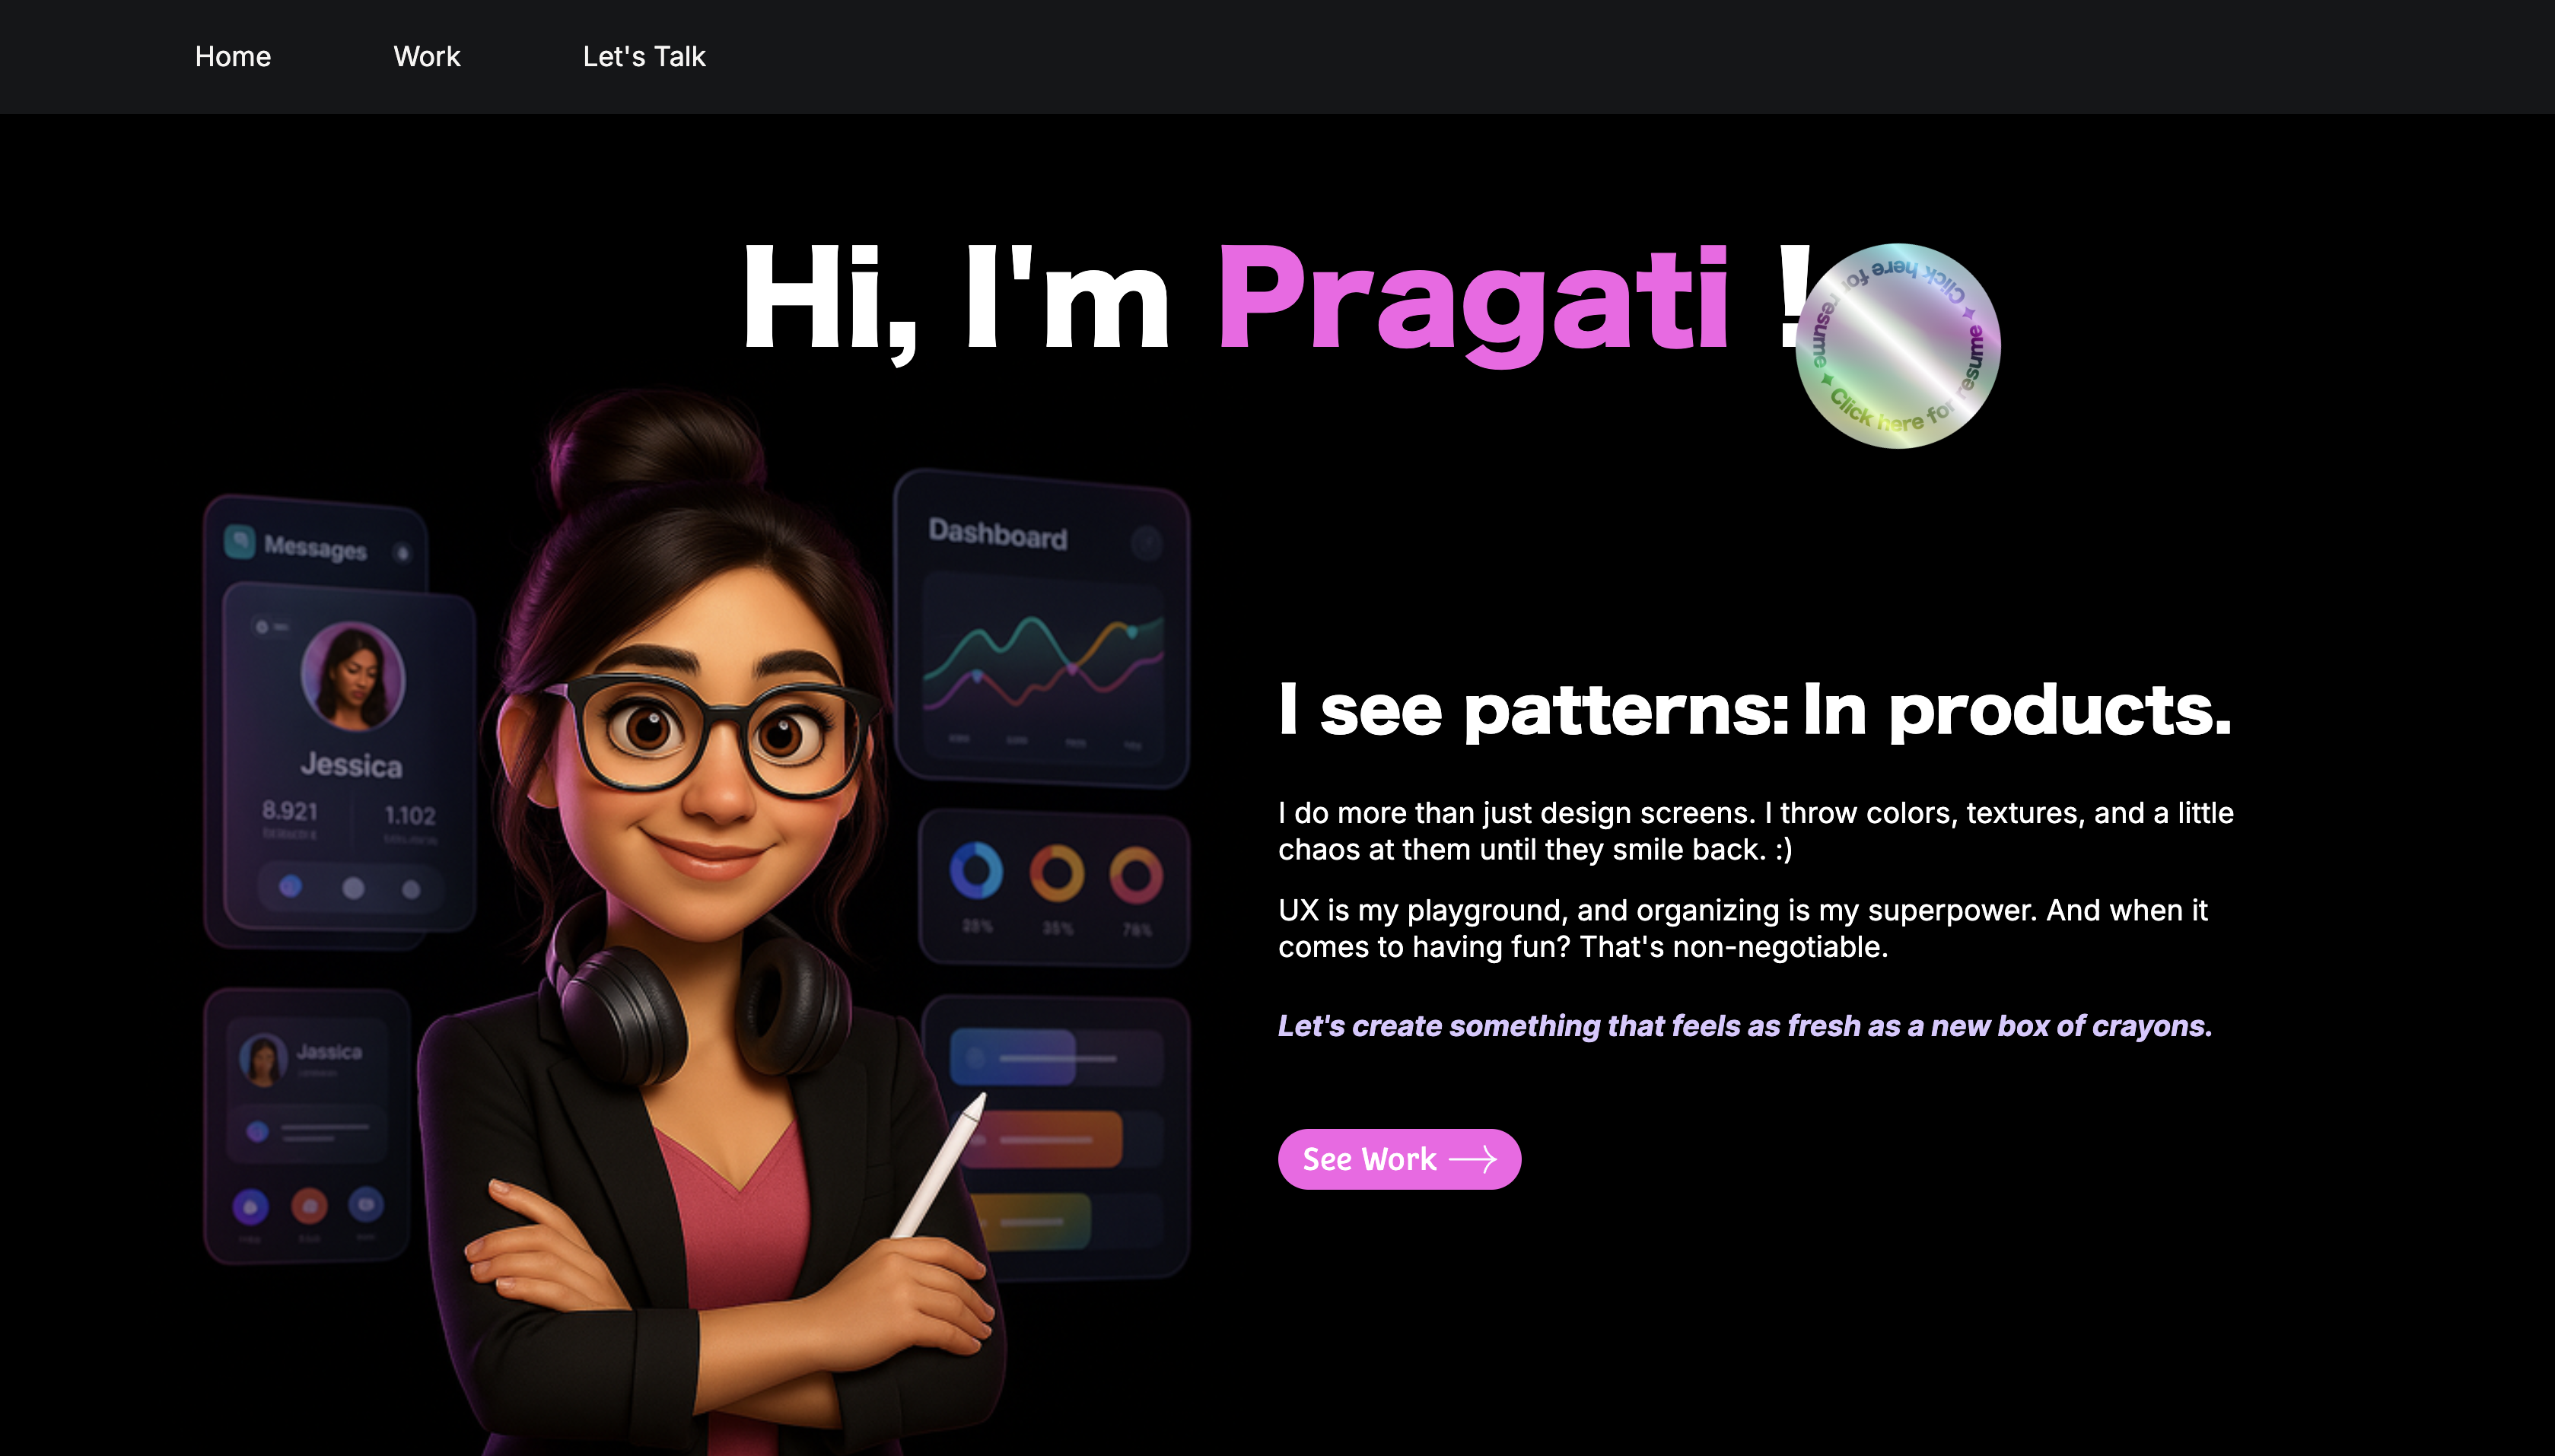 Home
Work
Let's Talk
Hi, I'm Pragati !
Click here for resume ✦ Click here for resume ✦
Messages
Jessica
8.921
1.102
Jassica
Dashboard
25%
35%
78%
I see patterns: In products.
I do more than just design screens. I throw colors, textures, and a little
chaos at them until they smile back. :)
UX is my playground, and organizing is my superpower. And when it
comes to having fun? That's non-negotiable.
Let's create something that feels as fresh as a new box of crayons.
See Work